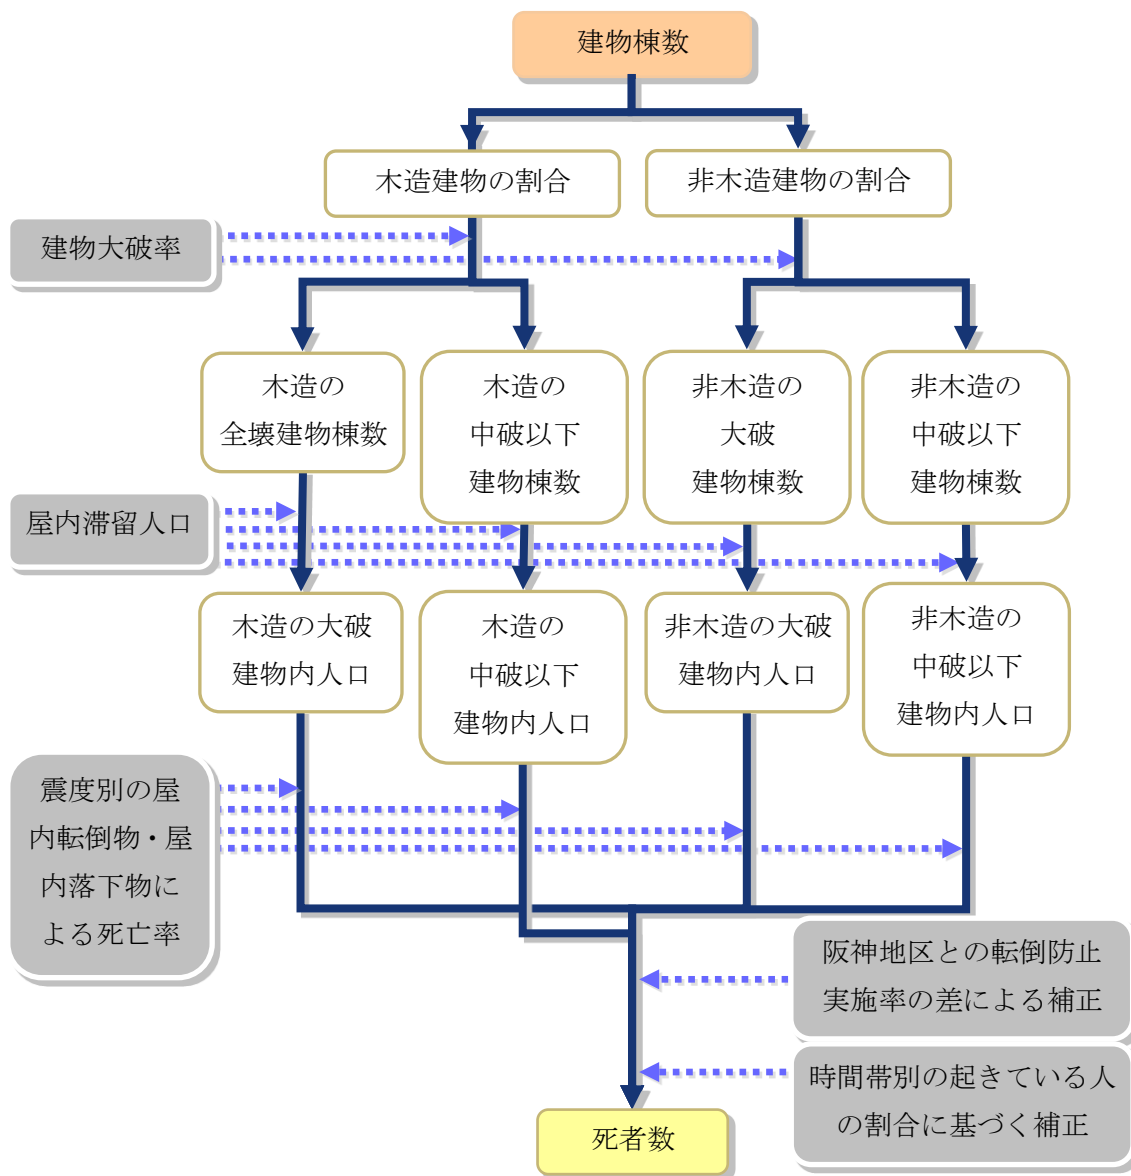 建物棟数
木造建物の割合
非木造建物の割合
建物大破率
木造の
全壊建物棟数
木造の
中破以下
建物棟数
非木造の
大破
建物棟数
非木造の
中破以下
建物棟数
屋内滞留人口
木造の大破
建物内人口
木造の
中破以下
建物内人口
非木造の大破
建物内人口
非木造の
中破以下
建物内人口
震度別の屋
内転倒物・屋
内落下物に
よる死亡率
阪神地区との転倒防止
実施率の差による補正
時間帯別の起きている人
の割合に基づく補正
死者数